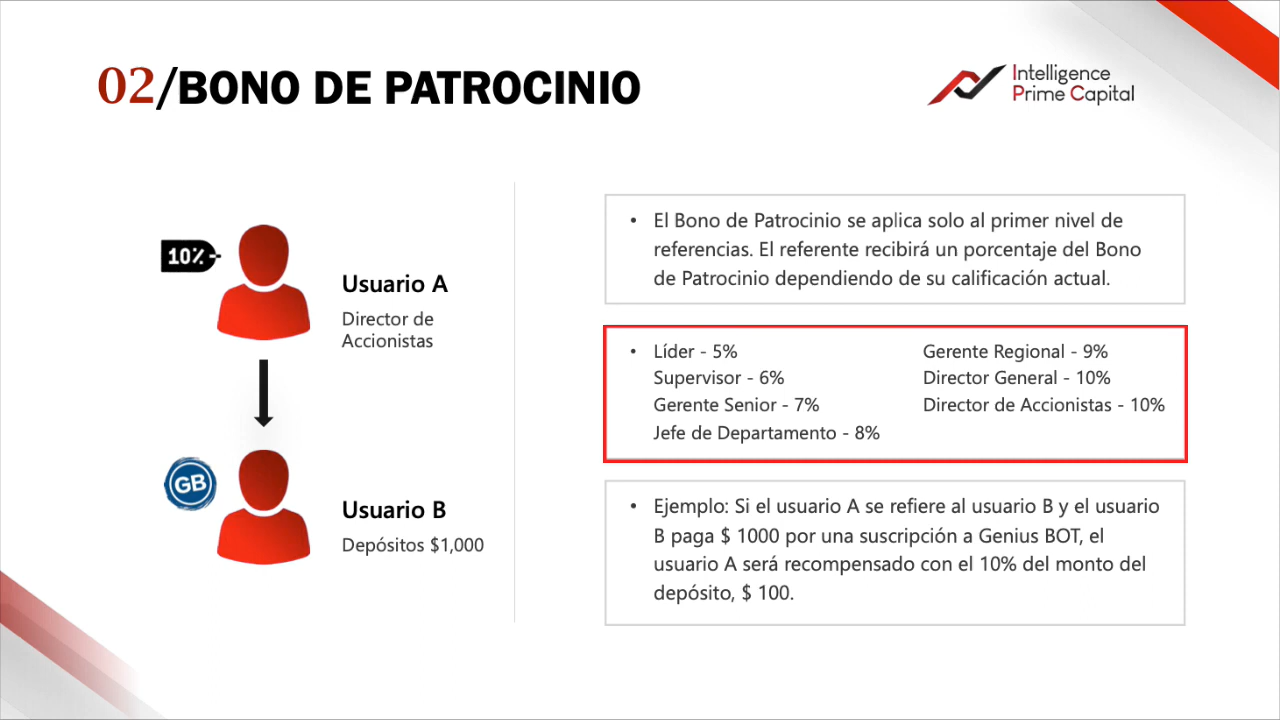 02/BONO DE PATROCINIO
Intelligence
Prime Capital
10%
Usuario A
Director de
Accionistas
GB
Usuario B
Depósitos $1,000
• El Bono de Patrocinio se aplica solo al primer nivel de
referencias. El referente recibirá un porcentaje del Bono
de Patrocinio dependiendo de su calificación actual.
• Líder - 5%
Supervisor - 6%
Gerente Senior - 7%
Jefe de Departamento - 8%
Gerente Regional - 9%
Director General - 10%
Director de Accionistas - 10%
• Ejemplo: Si el usuario A se refiere al usuario B y el usuario
B paga $ 1000 por una suscripción a Genius BOT, el
usuario A será recompensado con el 10% del monto del
depósito, $ 100.